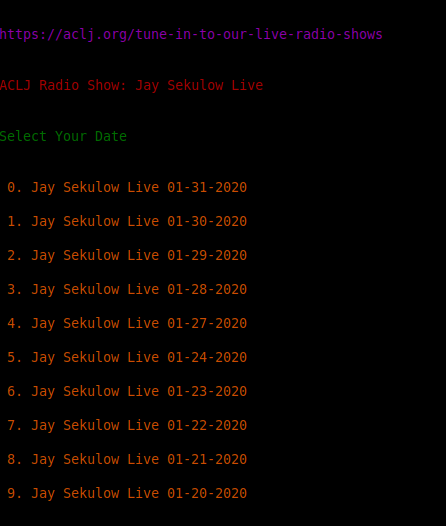 https://aclj.org/tune-in-to-our-live-radio-shows
ACLJ Radio Show: Jay Sekulow Live
Select Your Date
0. Jay Sekulow Live 01-31-2020
1. Jay Sekulow Live 01-30-2020
2. Jay Sekulow Live 01-29-2020
3. Jay Sekulow Live 01-28-2020
4. Jay Sekulow Live 01-27-2020
5. Jay Sekulow Live 01-24-2020
6. Jay Sekulow Live 01-23-2020
7. Jay Sekulow Live 01-22-2020
8. Jay Sekulow Live 01-21-2020
9. Jay Sekulow Live 01-20-2020